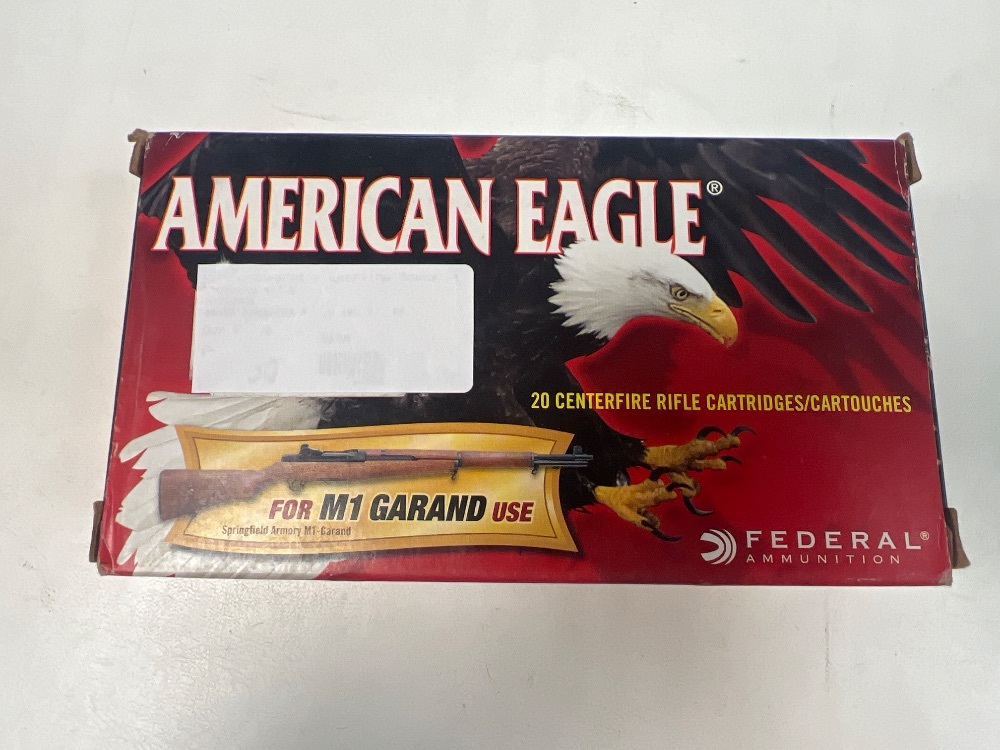 AMERICAN EAGLE®
20 CENTERFIRE RIFLE CARTRIDGES/CARTOUCHES
FOR M1 GARAND USE
Springfield Armory M1-Garand
FEDERAL®
AMMUNITION